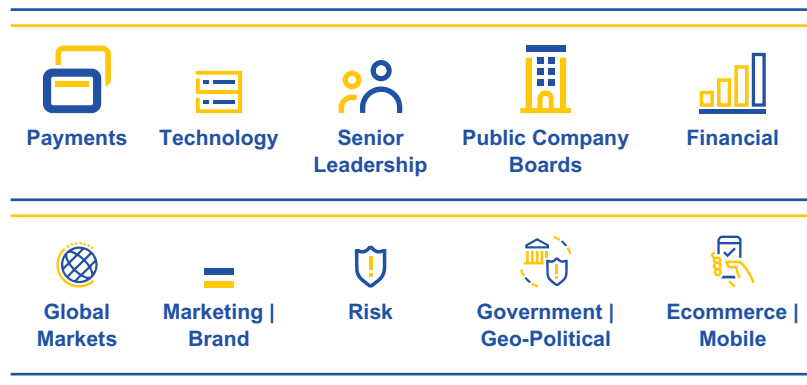 Payments
Technology
Senior
Leadership
Public Company
Boards
Financial
Global
Markets
Marketing |
Brand
Risk
Government |
Geo-Political
Ecommerce |
Mobile